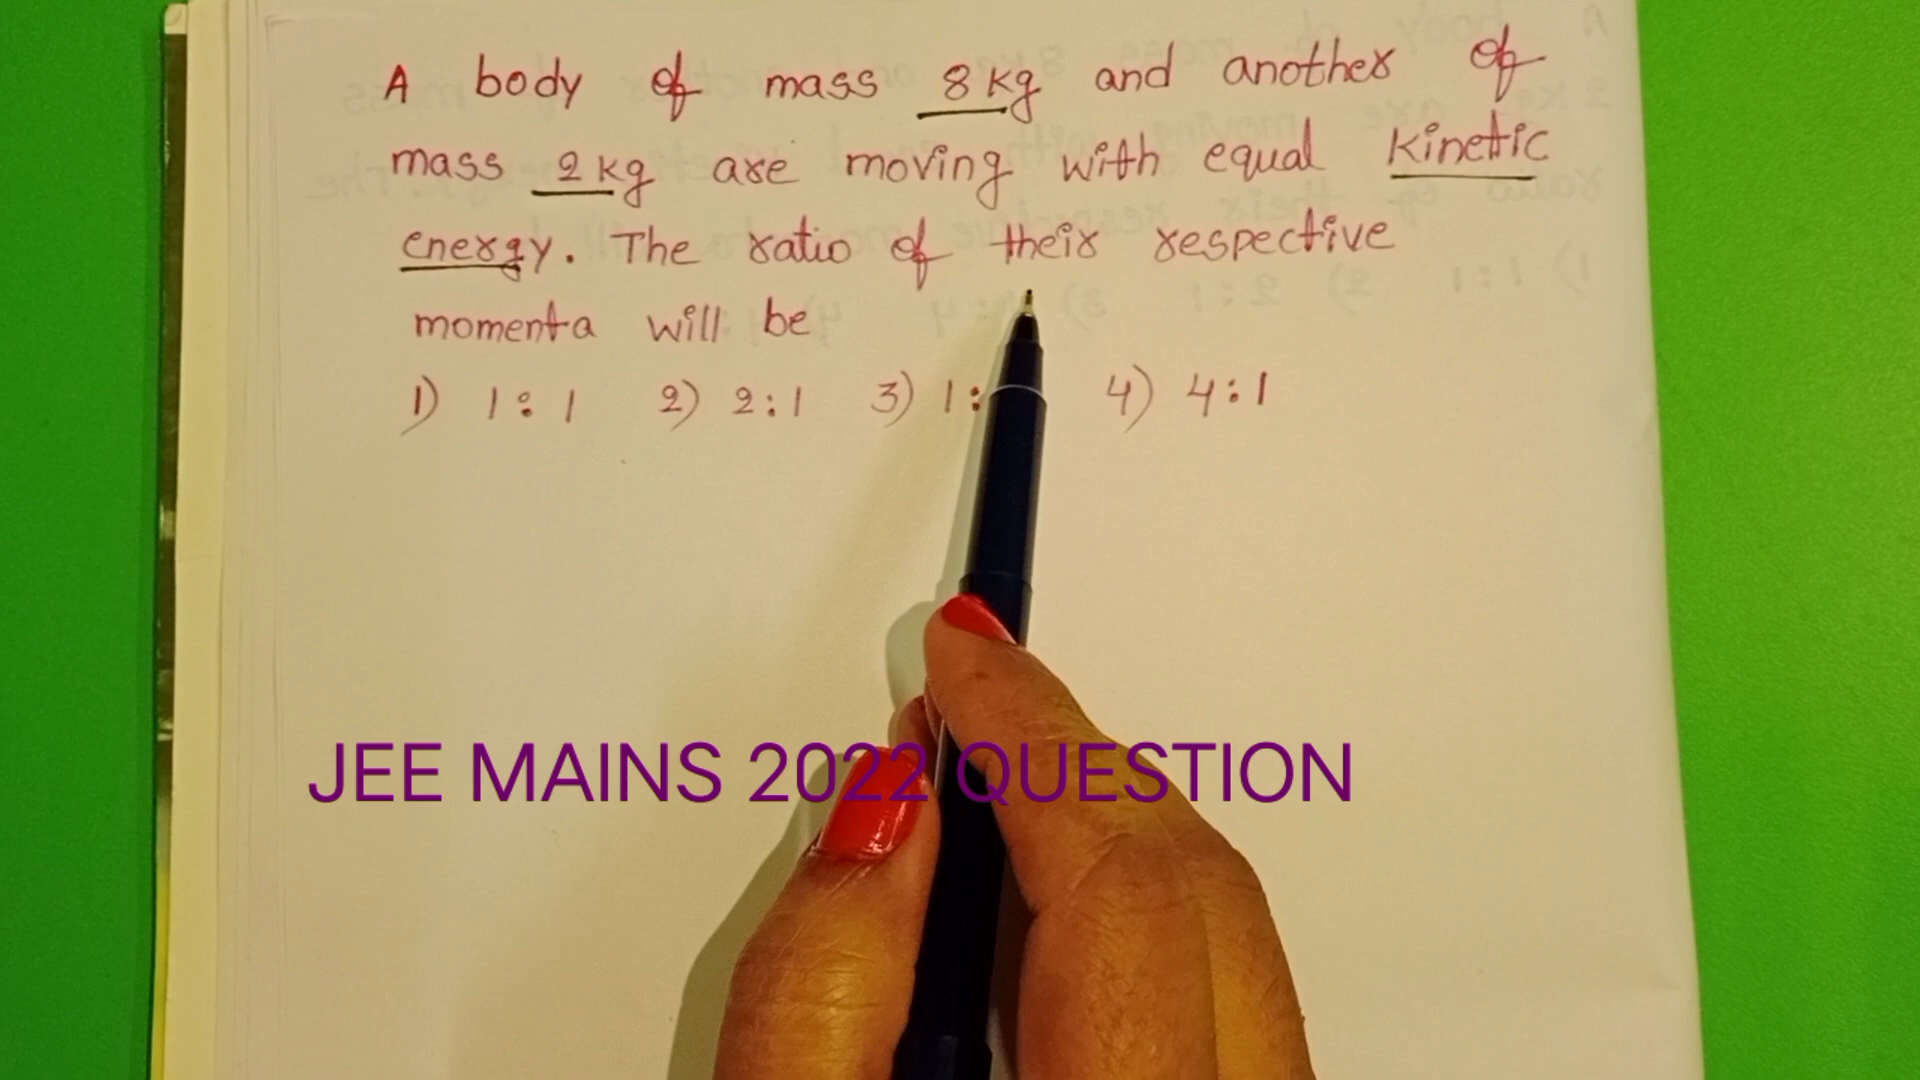 A body of mass 8 kg and another of
mass 2 kg are moving with equal Kinetic
energy. The ratio of their respective
momenta will be
1) 1 : 1 2) 2 : 1 3) 1 : 4) 4 : 1
JEE MAINS 2022 QUESTION